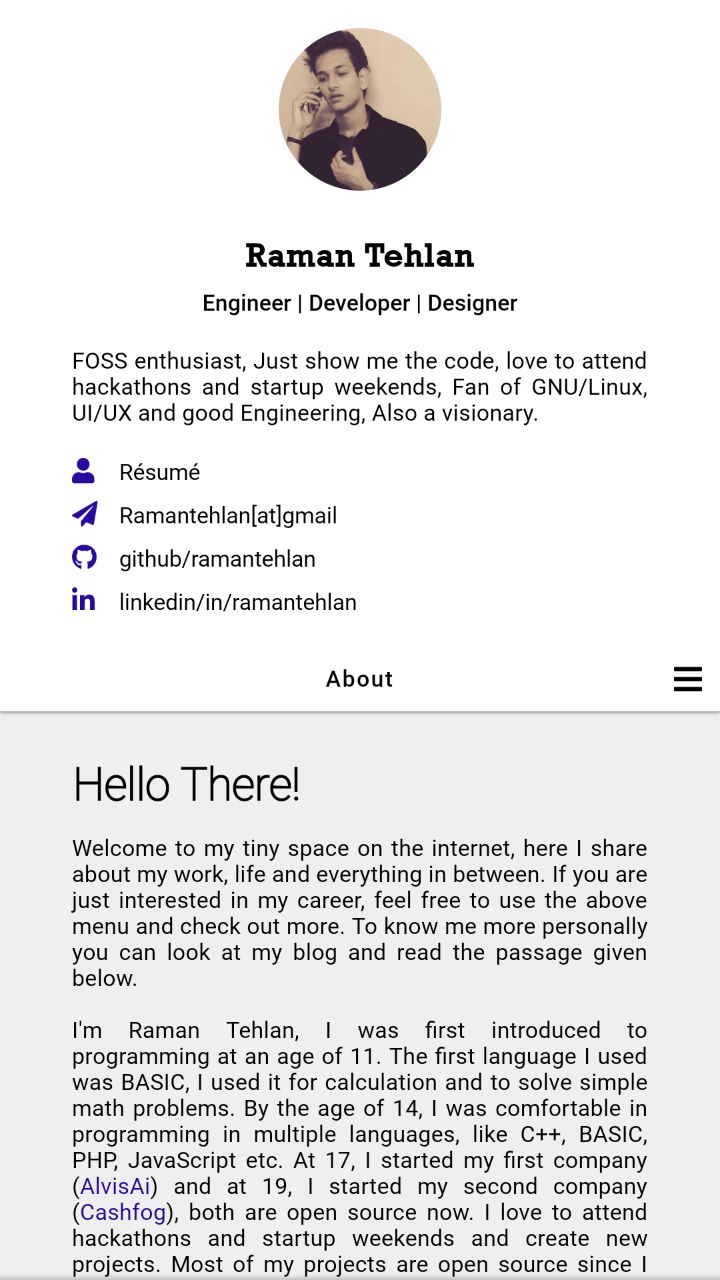 Raman Tehlan
Engineer | Developer | Designer
FOSS enthusiast, Just show me the code, love to attend
hackathons and startup weekends, Fan of GNU/Linux,
UI/UX and good Engineering, Also a visionary.
Résumé
Ramantehlan[at]gmail
github/ramantehlan
linkedin/in/ramantehlan
About
Hello There!
Welcome to my tiny space on the internet, here I share
about my work, life and everything in between. If you are
just interested in my career, feel free to use the above
menu and check out more. To know me more personally
you can look at my blog and read the passage given
below.
I'm Raman Tehlan, I was first introduced to
programming at an age of 11. The first language I used
was BASIC, I used it for calculation and to solve simple
math problems. By the age of 14, I was comfortable in
programming in multiple languages, like C++, BASIC,
PHP, JavaScript etc. At 17, I started my first company
(AlvisAi) and at 19, I started my second company
(Cashfog), both are open source now. I love to attend
hackathons and startup weekends and create new
projects. Most of my projects are open source since I